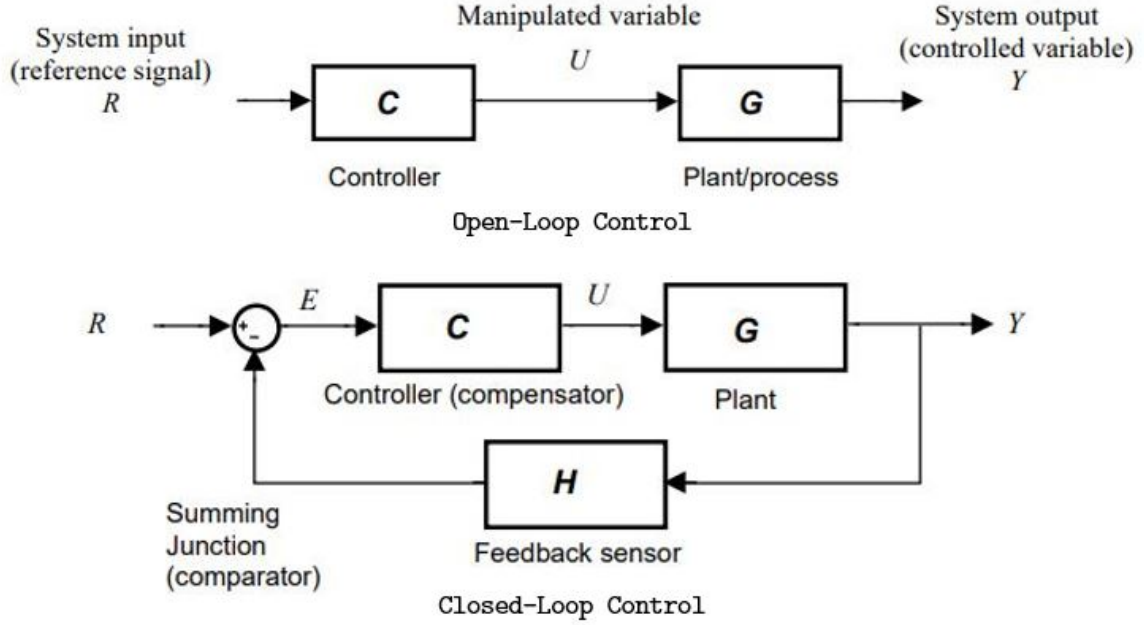 Manipulated variable
System input
(reference signal)
R
U
System output
(controlled variable)
Y
C
G
Controller
Plant/process
Open-Loop Control
R
+
-
E
C
U
G
Y
Controller (compensator)
Plant
H
Summing
Junction
(comparator)
Feedback sensor
Closed-Loop Control